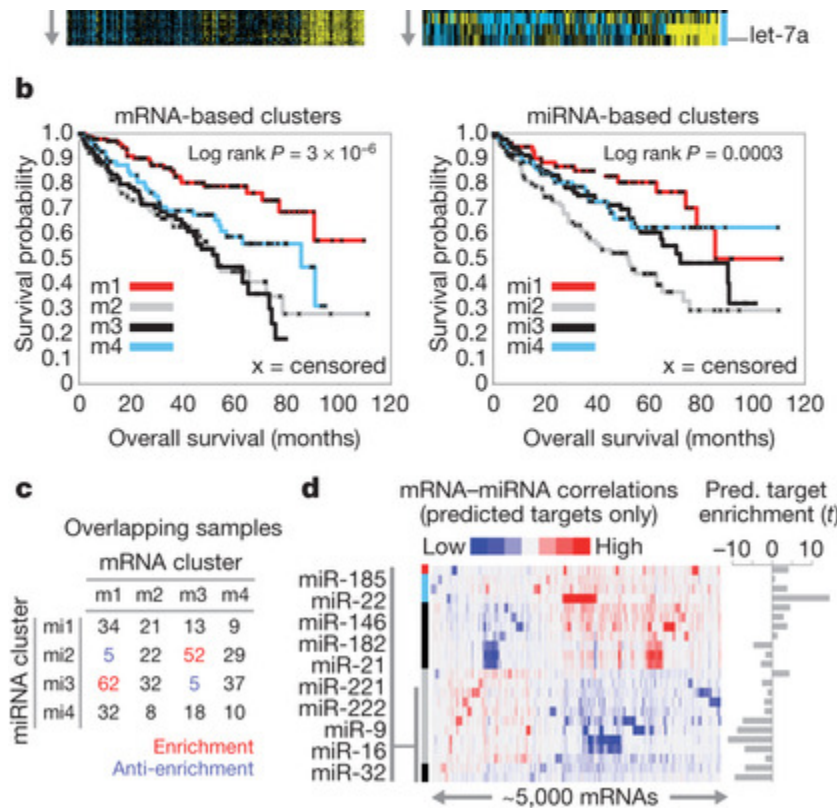 let-7a
b
mRNA-based clusters
miRNA-based clusters
Log rank P = 3 × 10−6
Log rank P = 0.0003
Survival probability
1.0
0.9
0.8
0.7
0.6
0.5
0.4
0.3
0.2
0.1
0
m1
m2
m3
m4
x = censored
0 20 40 60 80 100 120
Overall survival (months)
Survival probability
1.0
0.9
0.8
0.7
0.6
0.5
0.4
0.3
0.2
0.1
0
mi1
mi2
mi3
mi4
x = censored
0 20 40 60 80 100 120
Overall survival (months)
c
Overlapping samples
mRNA cluster
m1 m2 m3 m4
miRNA cluster
mi1 34 21 13 9
mi2 5 22 52 29
mi3 62 32 5 37
mi4 32 8 18 10
Enrichment
Anti-enrichment
d
mRNA–miRNA correlations
(predicted targets only)
Low High
Pred. target
enrichment (t)
−10 0 10
miR-185
miR-22
miR-146
miR-182
miR-21
miR-221
miR-222
miR-9
miR-16
miR-32
~5,000 mRNAs